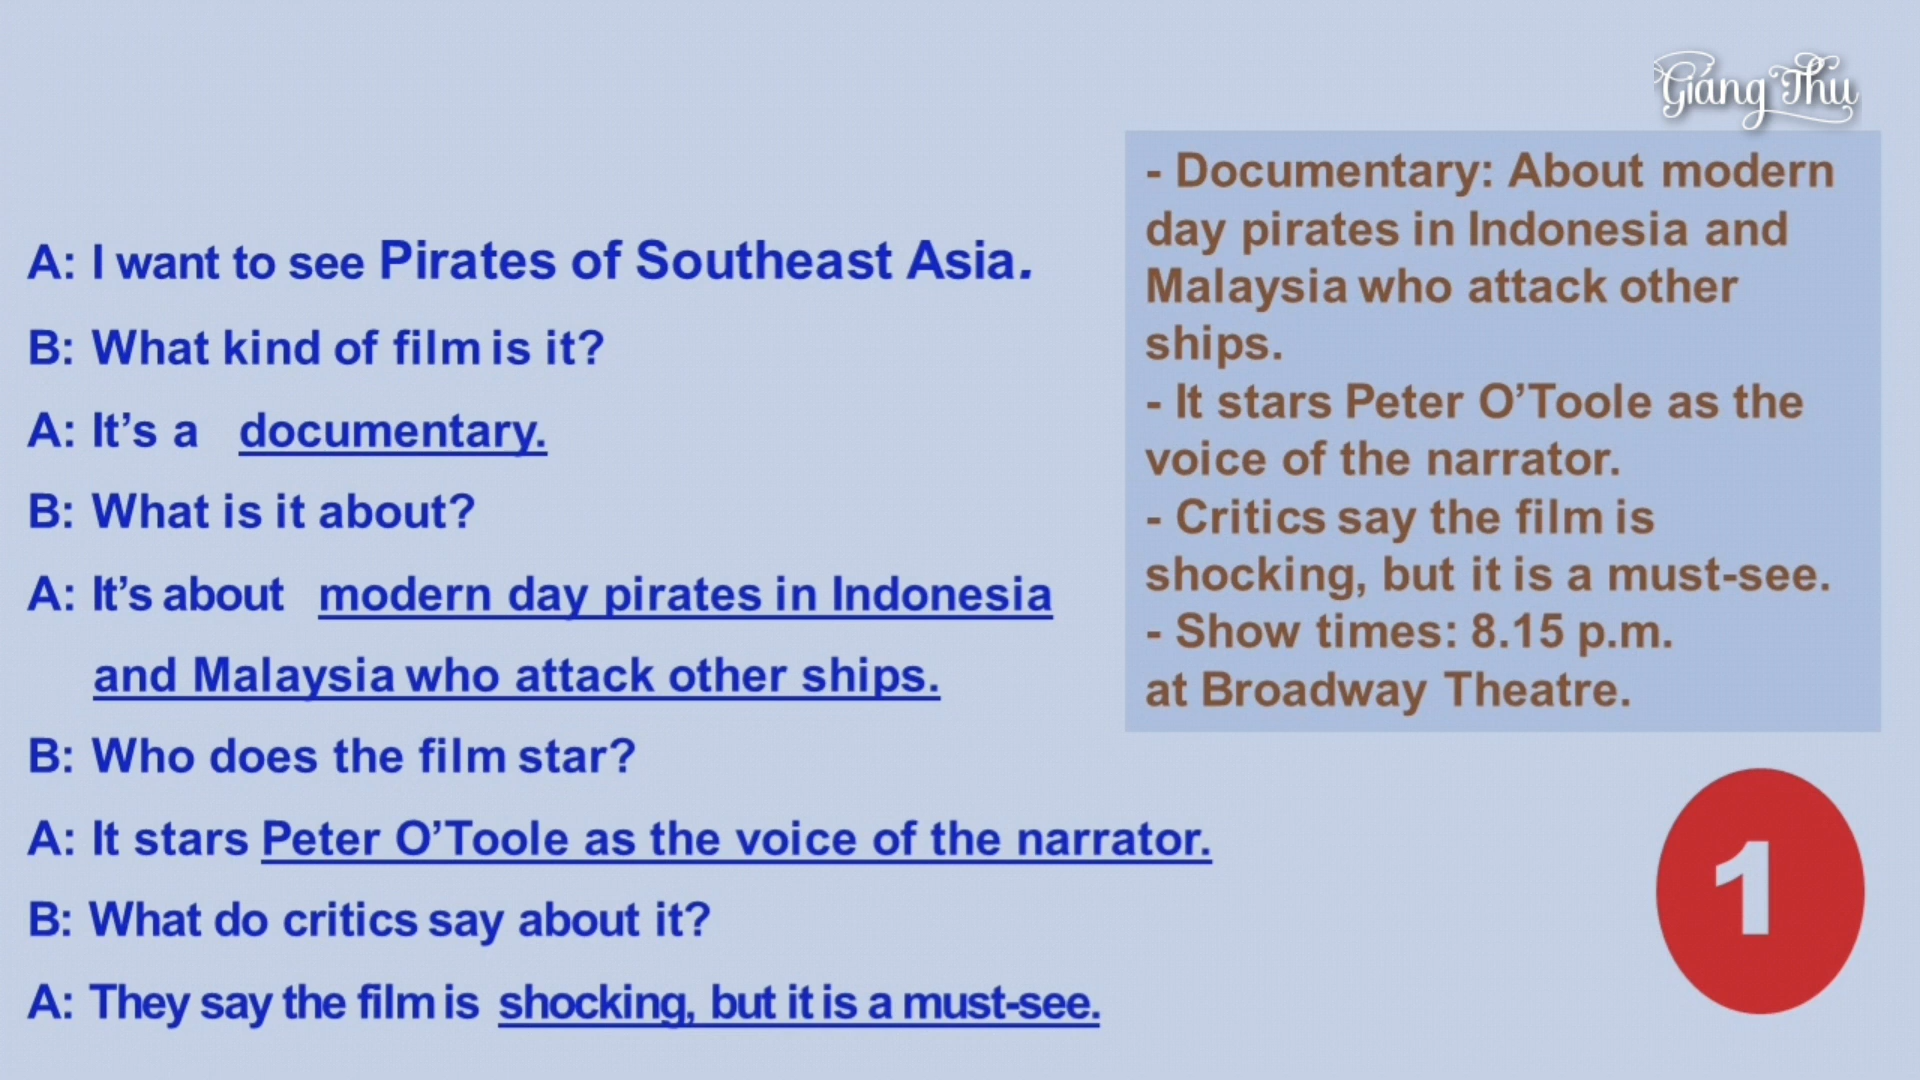 Giáng Thu
A: I want to see Pirates of Southeast Asia.
B: What kind of film is it?
A: It's a documentary.
B: What is it about?
A: It's about modern day pirates in Indonesia
and Malaysia who attack other ships.
B: Who does the film star?
A: It stars Peter O'Toole as the voice of the narrator.
B: What do critics say about it?
A: They say the film is shocking, but it is a must-see.
- Documentary: About modern
day pirates in Indonesia and
Malaysia who attack other
ships.
- It stars Peter O'Toole as the
voice of the narrator.
- Critics say the film is
shocking, but it is a must-see.
- Show times: 8.15 p.m.
at Broadway Theatre.
1